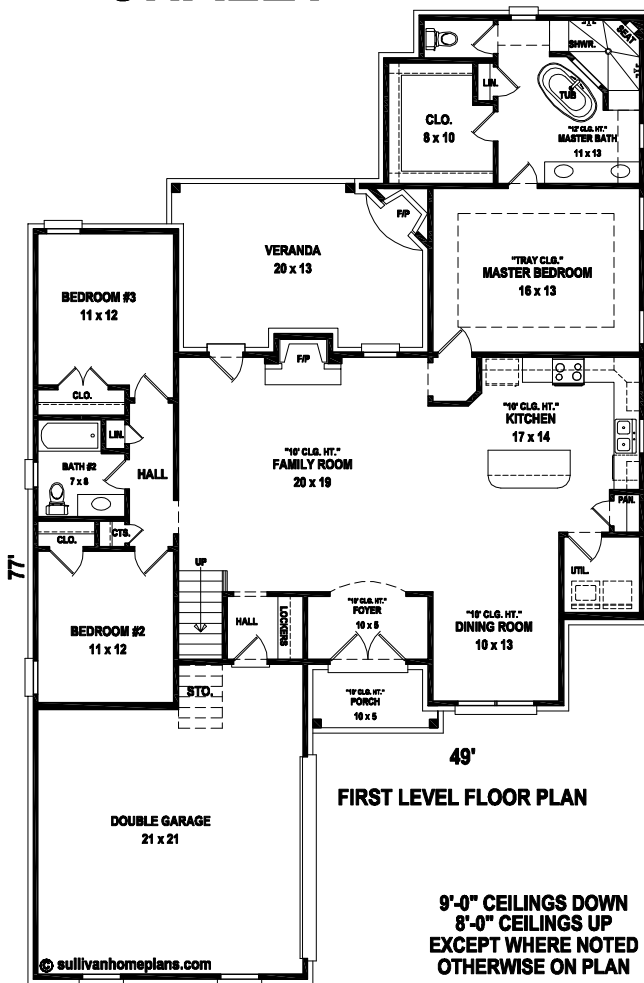 SEAT
SHWR.
LIN.
TUB
CLO.
8 x 10
"12' CLG. HT."
MASTER BATH
11 x 13
F/P
VERANDA
20 x 13
"TRAY CLG."
MASTER BEDROOM
16 x 13
BEDROOM #3
11 x 12
F/P
CLO.
"10' CLG. HT."
KITCHEN
17 x 14
LIN.
BATH #2
7 x 8
HALL
"10' CLG. HT."
FAMILY ROOM
20 x 19
PAN.
CLO.
CTS.
77'
UP
UTIL.
HALL
LOCKERS
"10' CLG. HT."
FOYER
10 x 5
"10' CLG. HT."
DINING ROOM
10 x 13
BEDROOM #2
11 x 12
STO.
"10' CLG. HT."
PORCH
10 x 5
49'
FIRST LEVEL FLOOR PLAN
DOUBLE GARAGE
21 x 21
9'-0" CEILINGS DOWN
8'-0" CEILINGS UP
EXCEPT WHERE NOTED
OTHERWISE ON PLAN
© sullivanhomeplans.com